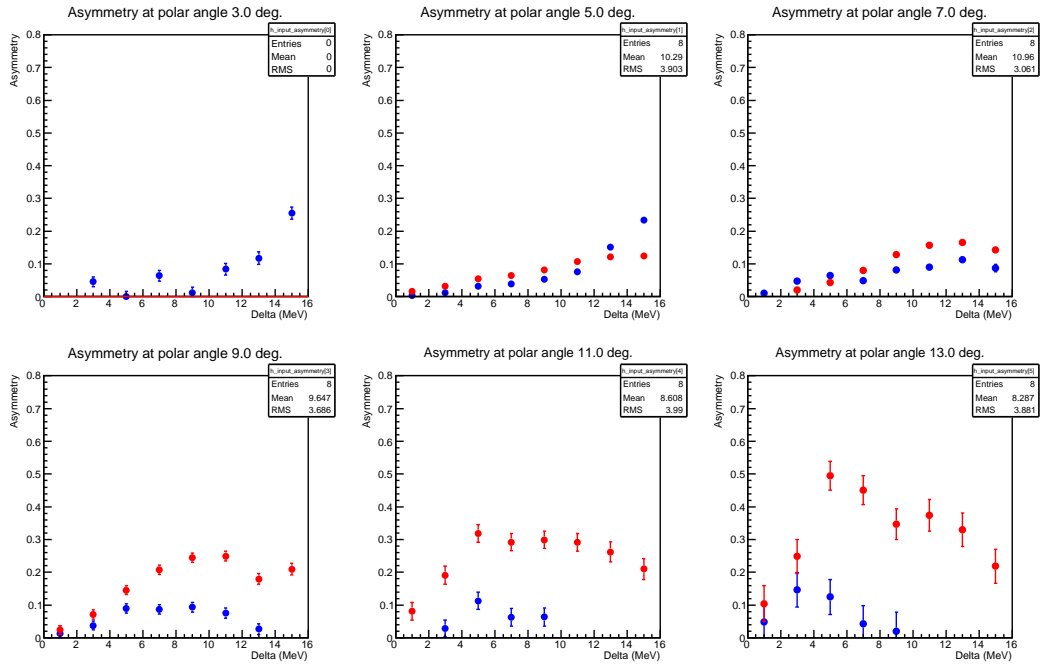 Asymmetry at polar angle 3.0 deg.
h_input_asymmetry[0]
Entries 0
Mean 0
RMS 0
Asymmetry
0.8
0.7
0.6
0.5
0.4
0.3
0.2
0.1
0
0 2 4 6 8 10 12 14 16
Delta (MeV)
Asymmetry at polar angle 5.0 deg.
h_input_asymmetry[1]
Entries 8
Mean 10.29
RMS 3.903
Asymmetry
0.8
0.7
0.6
0.5
0.4
0.3
0.2
0.1
0
0 2 4 6 8 10 12 14 16
Delta (MeV)
Asymmetry at polar angle 7.0 deg.
h_input_asymmetry[2]
Entries 8
Mean 10.96
RMS 3.061
Asymmetry
0.8
0.7
0.6
0.5
0.4
0.3
0.2
0.1
0
0 2 4 6 8 10 12 14 16
Delta (MeV)
Asymmetry at polar angle 9.0 deg.
h_input_asymmetry[3]
Entries 8
Mean 9.647
RMS 3.686
Asymmetry
0.8
0.7
0.6
0.5
0.4
0.3
0.2
0.1
0
0 2 4 6 8 10 12 14 16
Delta (MeV)
Asymmetry at polar angle 11.0 deg.
h_input_asymmetry[4]
Entries 8
Mean 8.608
RMS 3.99
Asymmetry
0.8
0.7
0.6
0.5
0.4
0.3
0.2
0.1
0
0 2 4 6 8 10 12 14 16
Delta (MeV)
Asymmetry at polar angle 13.0 deg.
h_input_asymmetry[5]
Entries 8
Mean 8.287
RMS 3.881
Asymmetry
0.8
0.7
0.6
0.5
0.4
0.3
0.2
0.1
0
0 2 4 6 8 10 12 14 16
Delta (MeV)